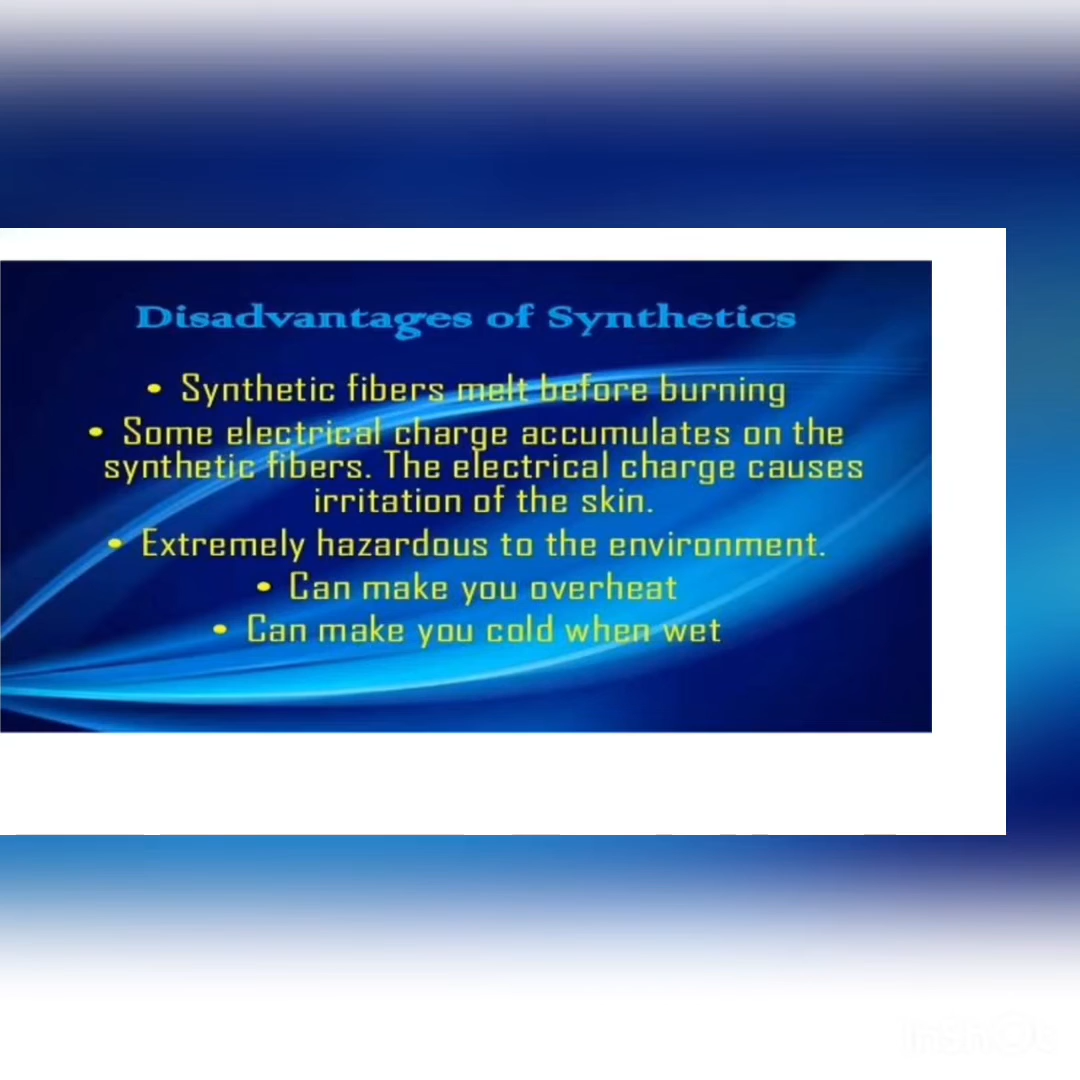 Disadvantages of Synthetics
• Synthetic fibers melt before burning
• Some electrical charge accumulates on the
synthetic fibers. The electrical charge causes
irritation of the skin.
• Extremely hazardous to the environment.
• Can make you overheat
• Can make you cold when wet